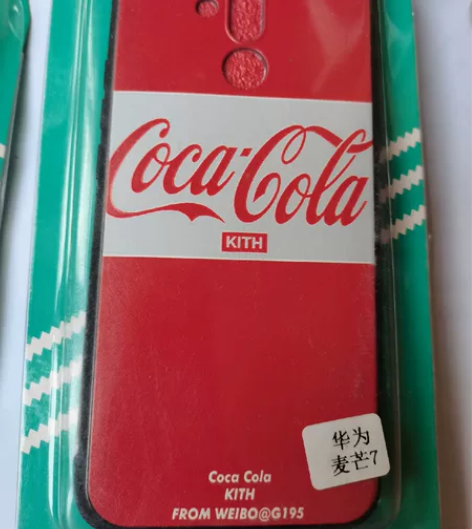 Coca-Cola
KITH
华为
麦芒7
Coca Cola
KITH
FROM WEIBO@G195